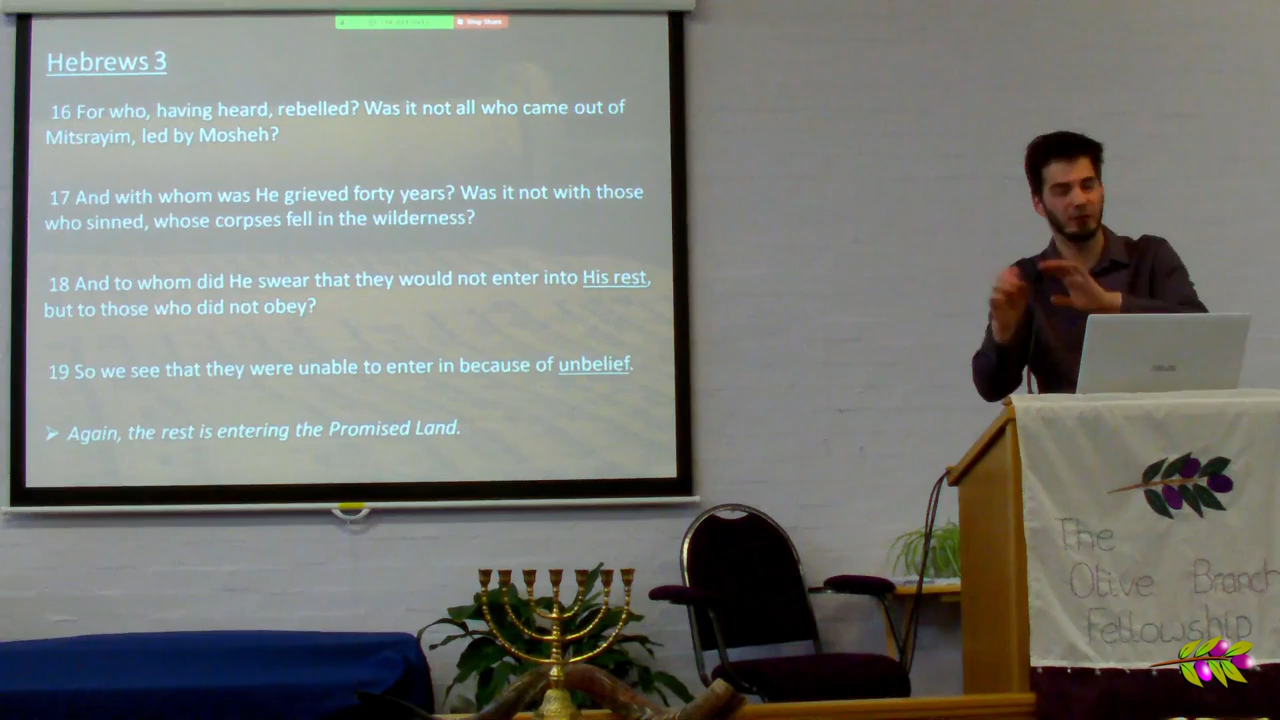 Stop Share
Hebrews 3
16 For who, having heard, rebelled? Was it not all who came out of
Mitsrayim, led by Mosheh?
17 And with whom was He grieved forty years? Was it not with those
who sinned, whose corpses fell in the wilderness?
18 And to whom did He swear that they would not enter into His rest,
but to those who did not obey?
19 So we see that they were unable to enter in because of unbelief.
➢ Again, the rest is entering the Promised Land.
ASUS
The
Olive Branch
Fellowship